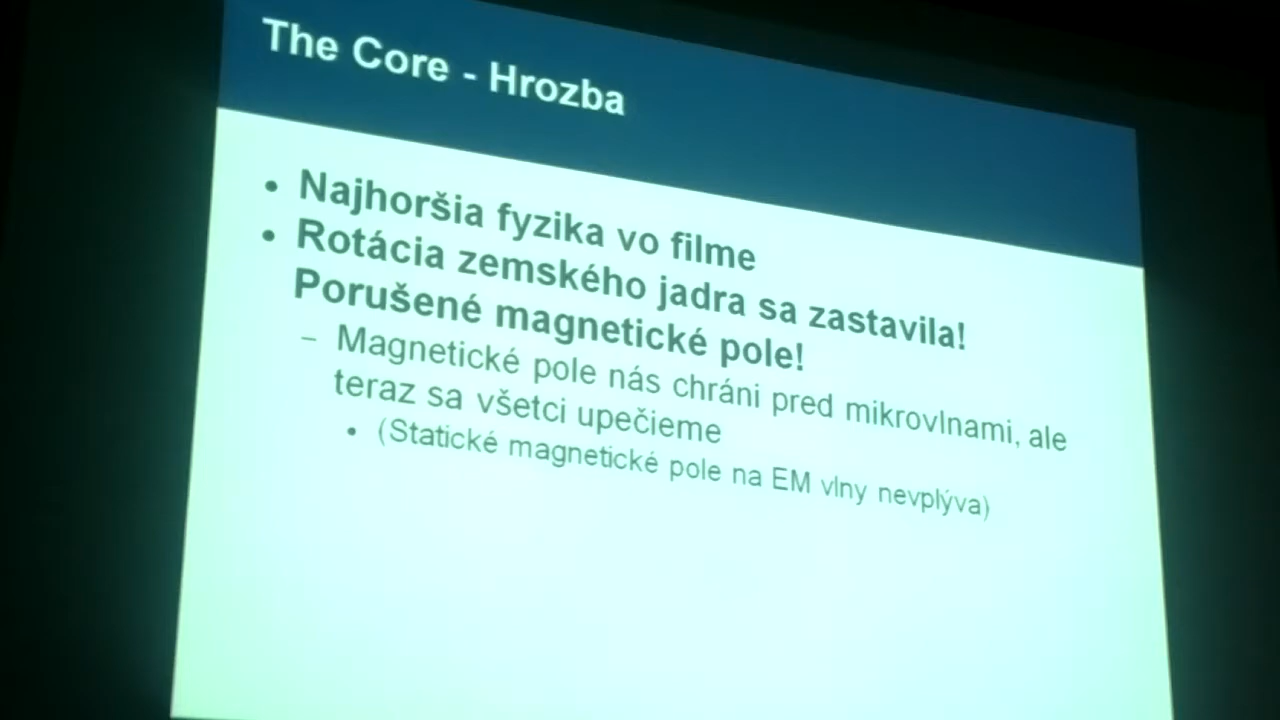 The Core - Hrozba
• Najhoršia fyzika vo filme
• Rotácia zemského jadra sa zastavila!
Porušené magnetické pole!
– Magnetické pole nás chráni pred mikrovlnami, ale
teraz sa všetci upečieme
• (Statické magnetické pole na EM vlny nevplýva)